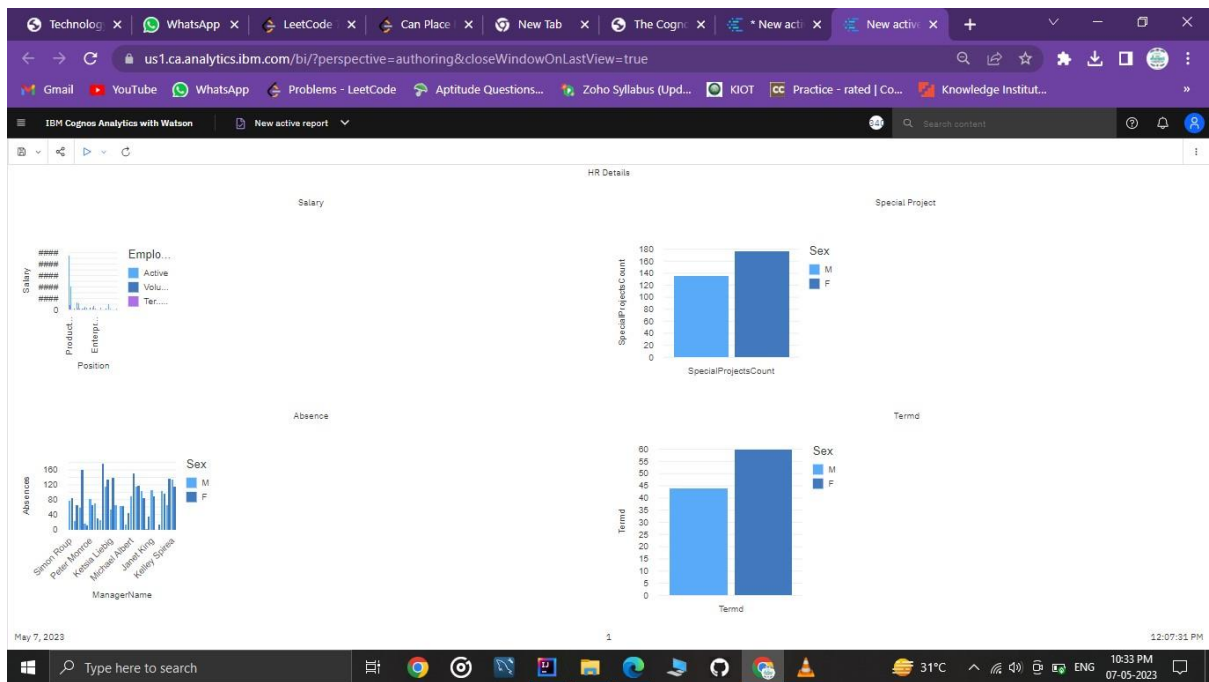 Technolog
WhatsApp
LeetCode
Can Place
New Tab
The Cogno
* New acti
New active
us1.ca.analytics.ibm.com/bi/?perspective=authoring&closeWindowOnLastView=true
Gmail
YouTube
WhatsApp
Problems - LeetCode
Aptitude Questions...
Zoho Syllabus (Upd...
KIOT
CC
Practice - rated | Co...
Knowledge Institut...
»
IBM Cognos Analytics with Watson
New active report
Search content
HR Details
Salary
Salary
####
####
####
####
####
0
Product...
Enterpr...
Position
Emplo...
Active
Volu...
Ter.....
Special Project
SpecialProjectsCount
180
160
140
120
100
80
60
40
20
0
SpecialProjectsCount
Sex
M
F
Absence
Absences
160
120
80
40
0
Simon Roup
Peter Monroe
Ketsia Liebig
Michael Albert
Janet King
Kelley Spirea
ManagerName
Sex
M
F
Termd
Termd
60
55
50
45
40
35
30
25
20
15
10
5
0
Termd
Sex
M
F
May 7, 2023
1
12:07:31 PM
Type here to search
31°C
ENG
10:33 PM
07-05-2023